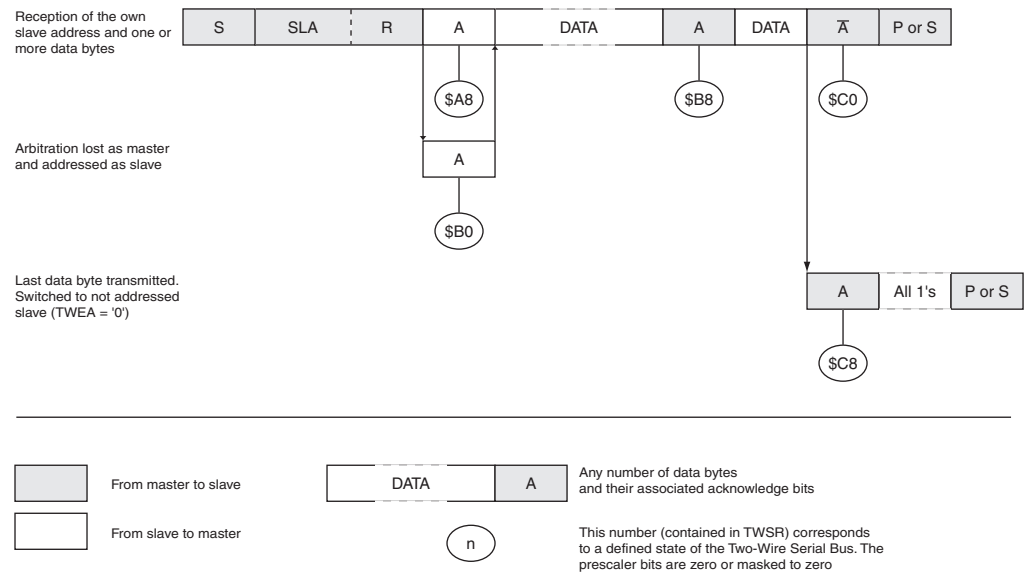 Reception of the own
slave address and one or
more data bytes
S SLA R A DATA A DATA A̅ P or S
$A8 $B8 $C0
Arbitration lost as master
and addressed as slave
A
$B0
Last data byte transmitted.
Switched to not addressed
slave (TWEA = '0')
A All 1's P or S
$C8
From master to slave
DATA A
Any number of data bytes
and their associated acknowledge bits
From slave to master
n
This number (contained in TWSR) corresponds
to a defined state of the Two-Wire Serial Bus. The
prescaler bits are zero or masked to zero